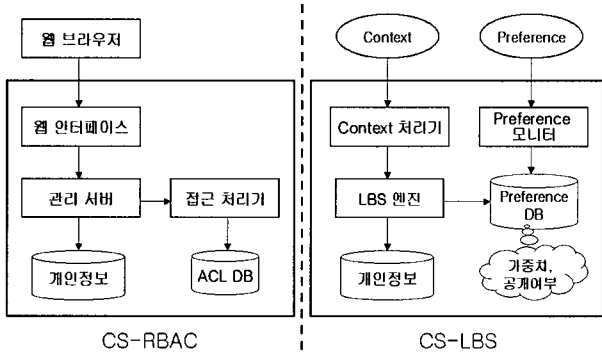 웹 브라우저
웹 인터페이스
관리 서버
접근 처리기
개인정보
ACL DB
CS-RBAC
Context
Preference
Context 처리기
Preference
모니터
LBS 엔진
Preference
DB
개인정보
가중치,
공개여부
CS-LBS